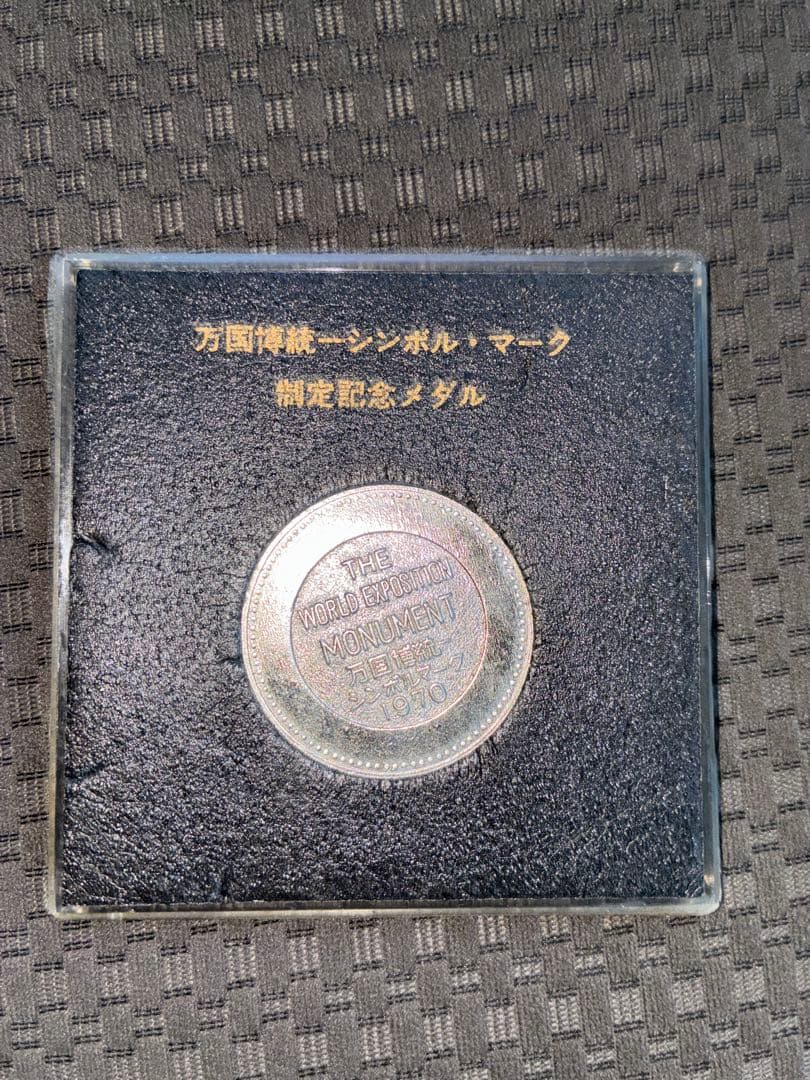 万国博統一シンボル・マーク
制定記念メダル
THE
WORLD EXPOSITION
MONUMENT
万国博統一
シンボルマーク
1970